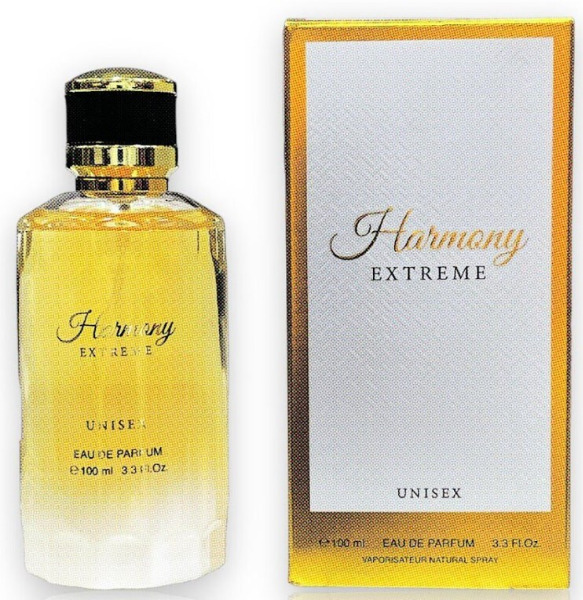 Harmony
EXTREME
UNISEX
EAU DE PARFUM
℮100 ml 3.3 Fl.Oz.
Harmony
EXTREME
UNISEX
℮100 ml EAU DE PARFUM 3.3 Fl.Oz.
VAPORISATEUR NATURAL SPRAY